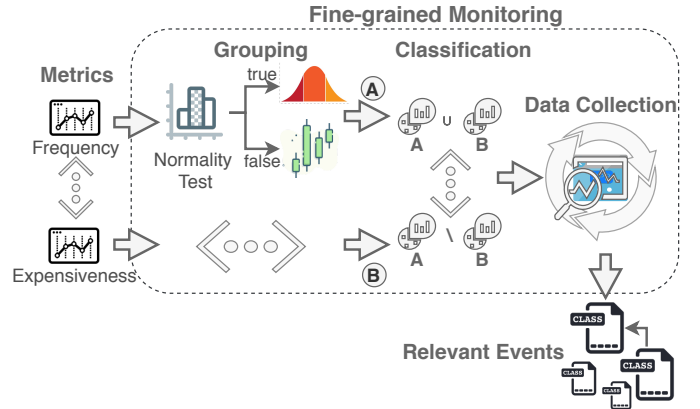 Fine-grained Monitoring
Grouping
Classification
Metrics
true
A
Data Collection
Frequency
Normality
Test
false
∪
A
B
Expensiveness
B
\
A
B
Relevant Events
CLASS
CLASS
CLASS
CLASS